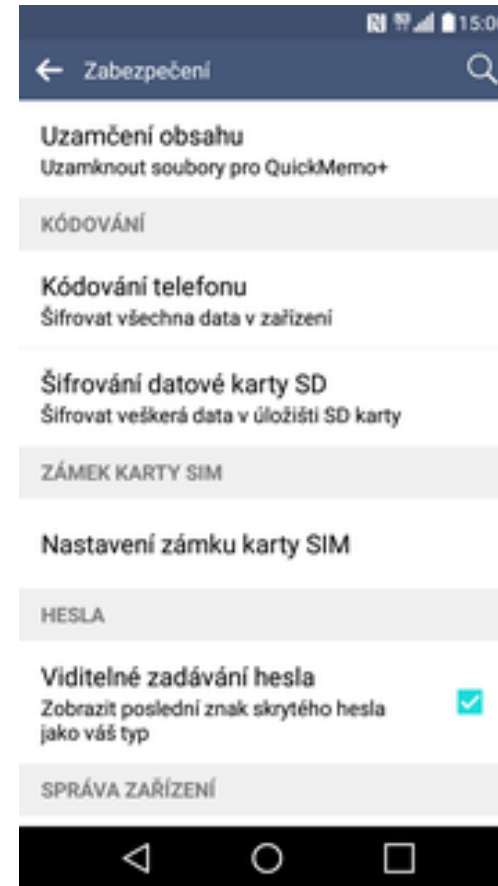 15:0
Zabezpečení
Uzamčení obsahu
Uzamknout soubory pro QuickMemo+
KÓDOVÁNÍ
Kódování telefonu
Šifrovat všechna data v zařízení
Šifrování datové karty SD
Šifrovat veškerá data v úložišti SD karty
ZÁMEK KARTY SIM
Nastavení zámku karty SIM
HESLA
Viditelné zadávání hesla
Zobrazit poslední znak skrytého hesla
jako váš typ
SPRÁVA ZAŘÍZENÍ